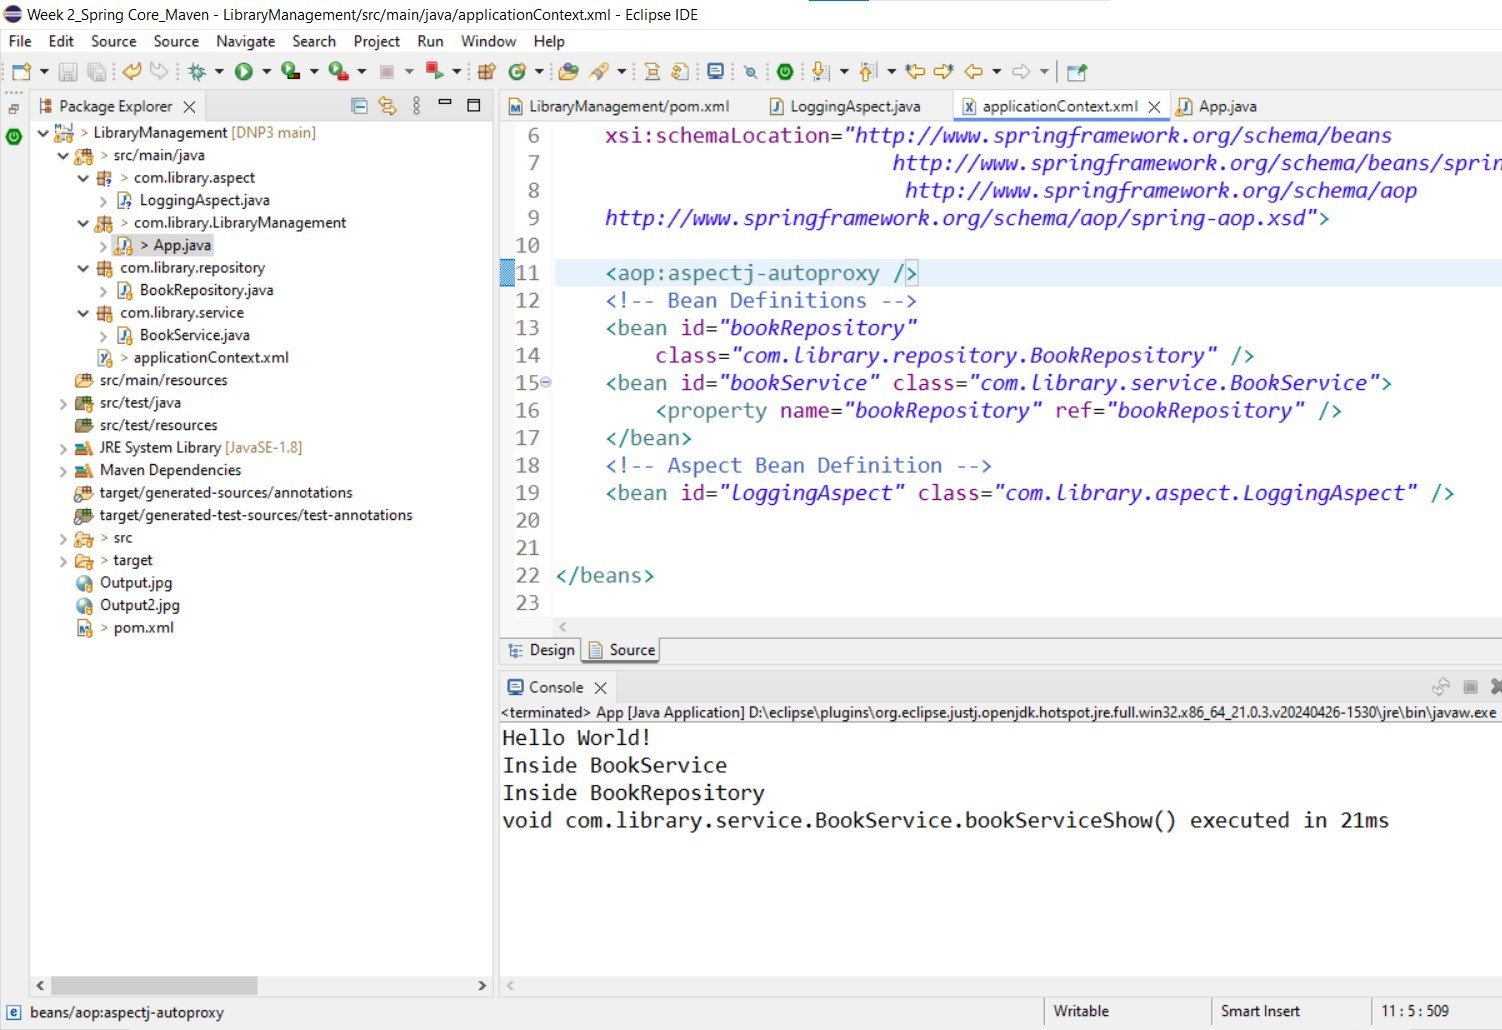 Week 2_Spring Core_Maven - LibraryManagement/src/main/java/applicationContext.xml - Eclipse IDE
File Edit Source Source Navigate Search Project Run Window Help
Package Explorer
LibraryManagement [DNP3 main]
src/main/java
com.library.aspect
LoggingAspect.java
com.library.LibraryManagement
App.java
com.library.repository
BookRepository.java
com.library.service
BookService.java
applicationContext.xml
src/main/resources
src/test/java
src/test/resources
JRE System Library [JavaSE-1.8]
Maven Dependencies
target/generated-sources/annotations
target/generated-test-sources/test-annotations
src
target
Output.jpg
Output2.jpg
pom.xml
LibraryManagement/pom.xml LoggingAspect.java applicationContext.xml App.java
6 xsi:schemaLocation="http://www.springframework.org/schema/beans
7 http://www.springframework.org/schema/beans/sprin
8 http://www.springframework.org/schema/aop
9 http://www.springframework.org/schema/aop/spring-aop.xsd">
10
11 <aop:aspectj-autoproxy />
12 <!-- Bean Definitions -->
13 <bean id="bookRepository"
14 class="com.library.repository.BookRepository" />
15 <bean id="bookService" class="com.library.service.BookService">
16 <property name="bookRepository" ref="bookRepository" />
17 </bean>
18 <!-- Aspect Bean Definition -->
19 <bean id="loggingAspect" class="com.library.aspect.LoggingAspect" />
20
21
22 </beans>
23
Design Source
Console
<terminated> App [Java Application] D:\eclipse\plugins\org.eclipse.justj.openjdk.hotspot.jre.full.win32.x86_64_21.0.3.v20240426-1530\jre\bin\javaw.exe
Hello World!
Inside BookService
Inside BookRepository
void com.library.service.BookService.bookServiceShow() executed in 21ms
beans/aop:aspectj-autoproxy Writable Smart Insert 11 : 5 : 509